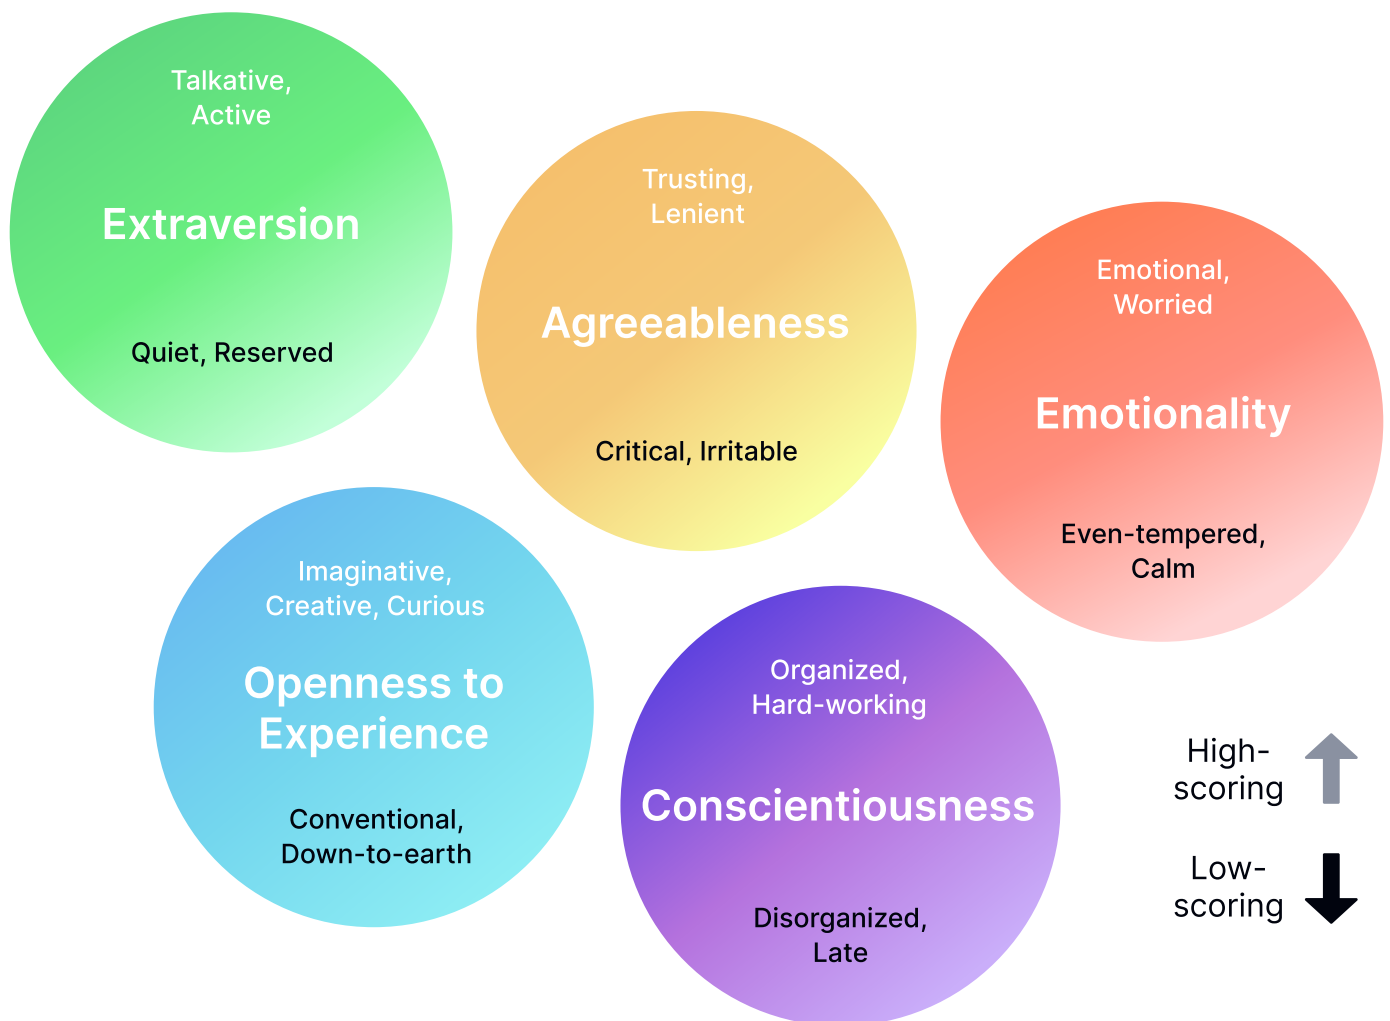 Talkative,
Active
Extraversion
Quiet, Reserved
Trusting,
Lenient
Agreeableness
Critical, Irritable
Emotional,
Worried
Emotionality
Even-tempered,
Calm
Imaginative,
Creative, Curious
Openness to
Experience
Conventional,
Down-to-earth
Organized,
Hard-working
Conscientiousness
Disorganized,
Late
High-
scoring
Low-
scoring